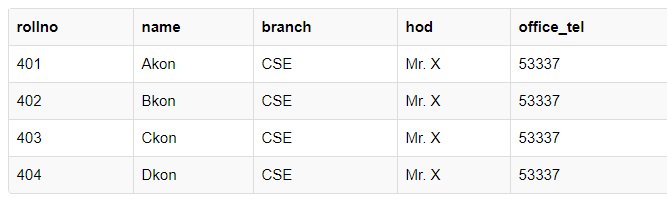 rollno name branch hod office_tel
401 Akon CSE Mr. X 53337
402 Bkon CSE Mr. X 53337
403 Ckon CSE Mr. X 53337
404 Dkon CSE Mr. X 53337